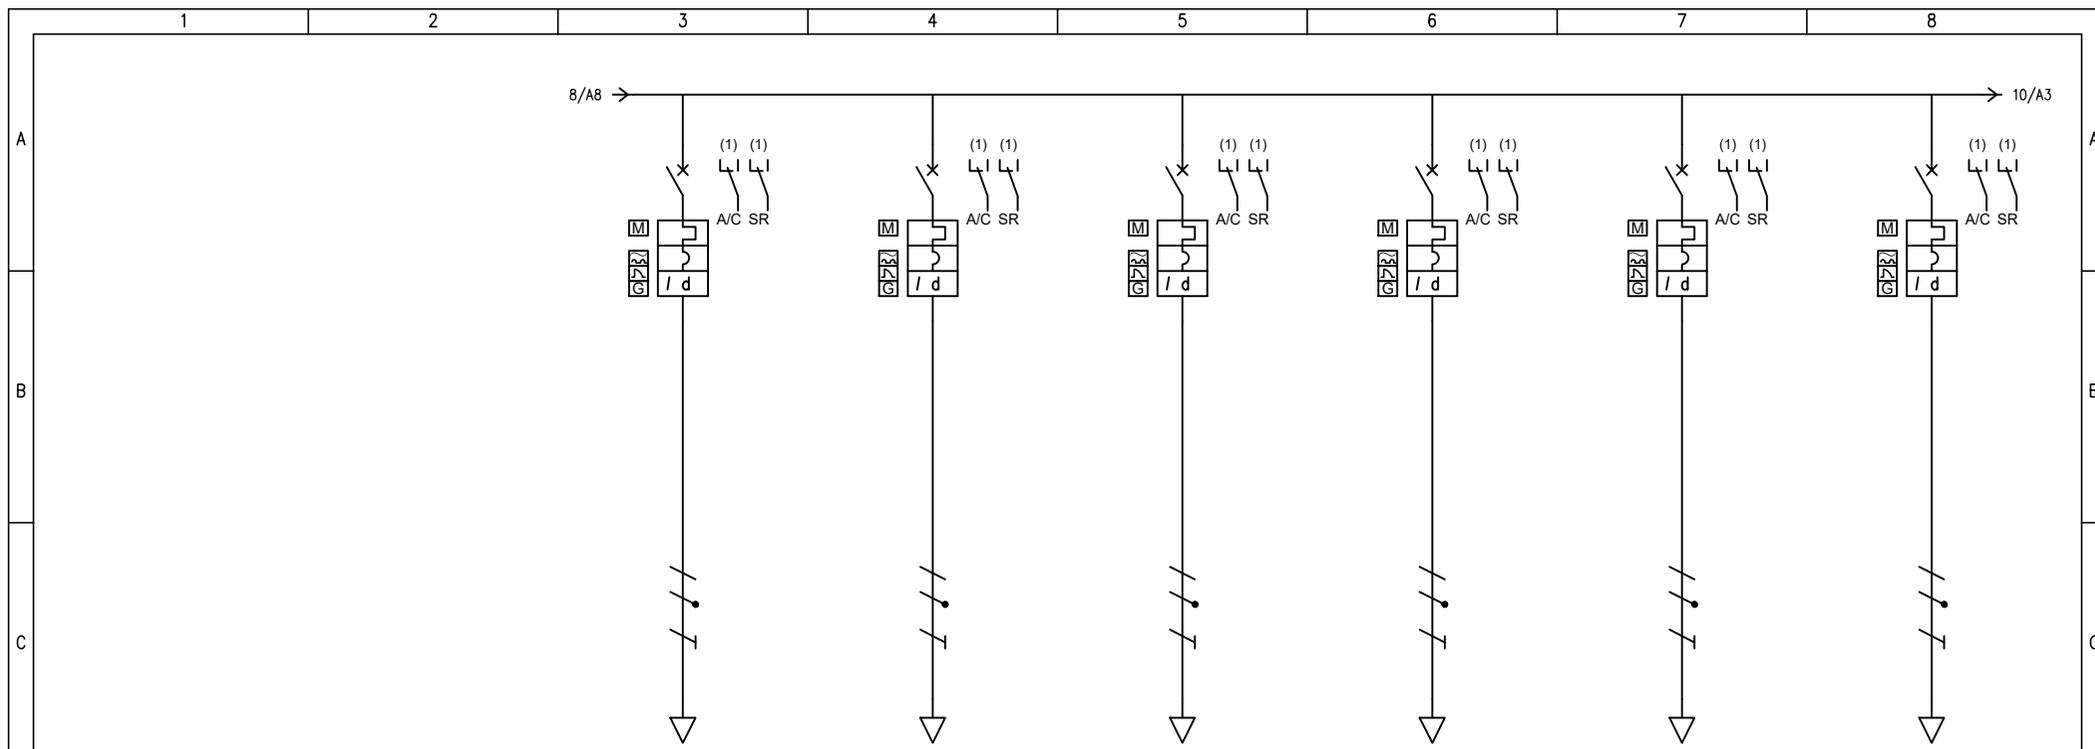 1 2 3 4 5 6 7 8
8/A8 10/A3
A A
(1) (1) (1) (1) (1) (1) (1) (1) (1) (1) (1) (1)
A/C SR A/C SR A/C SR A/C SR A/C SR A/C SR
M M M M M M
G I d G I d G I d G I d G I d G I d
B B
C C